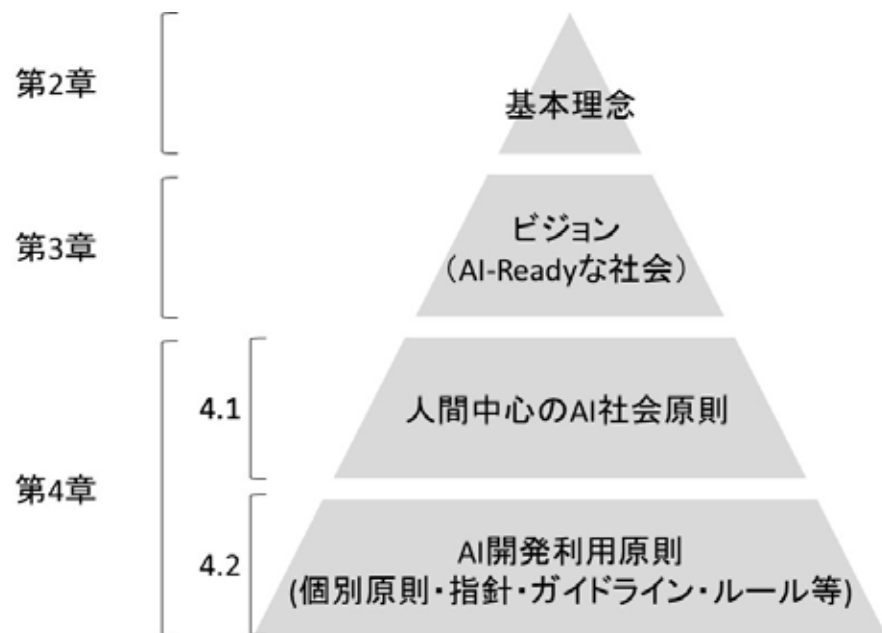 第2章
基本理念
第3章
ビジョン
（AI-Readyな社会）
第4章
4.1
人間中心のAI社会原則
4.2
AI開発利用原則
(個別原則・指針・ガイドライン・ルール等)